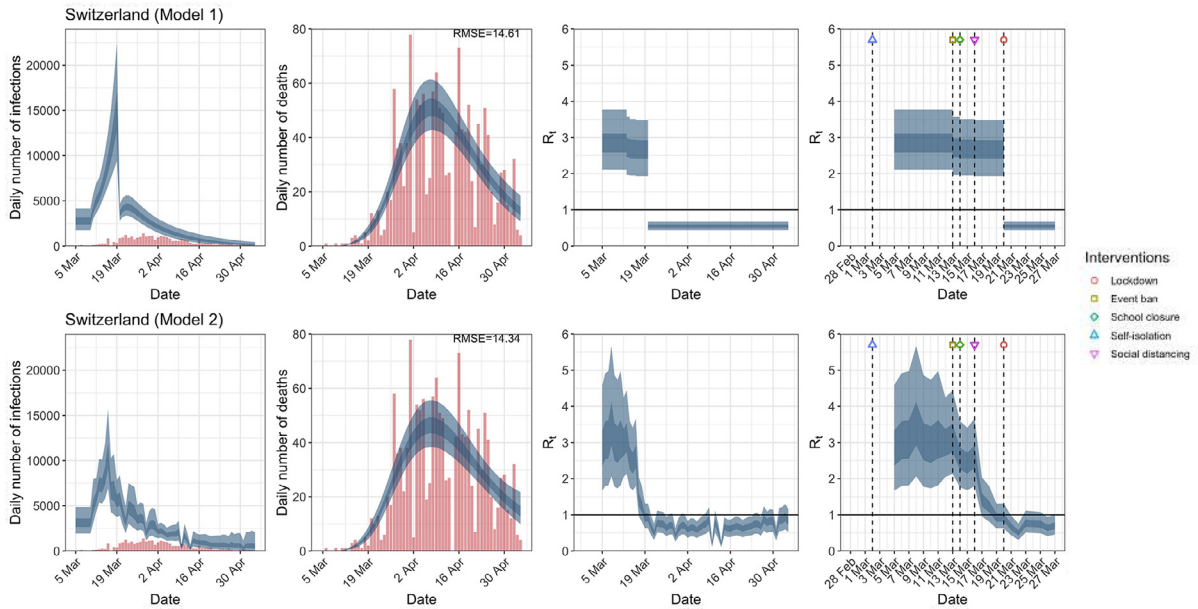 Switzerland (Model 1)
Daily number of infections
20000
15000
10000
5000
0
5 Mar
19 Mar
2 Apr
16 Apr
30 Apr
Date
RMSE=14.61
Daily number of deaths
80
60
40
20
0
5 Mar
19 Mar
2 Apr
16 Apr
30 Apr
Date
Rt
6
5
4
3
2
1
0
5 Mar
19 Mar
2 Apr
16 Apr
30 Apr
Date
Rt
6
5
4
3
2
1
0
28 Feb
1 Mar
3 Mar
5 Mar
7 Mar
9 Mar
11 Mar
13 Mar
15 Mar
17 Mar
19 Mar
21 Mar
23 Mar
25 Mar
27 Mar
Date
Interventions
Lockdown
Event ban
School closure
Self-isolation
Social distancing
Switzerland (Model 2)
Daily number of infections
20000
15000
10000
5000
0
5 Mar
19 Mar
2 Apr
16 Apr
30 Apr
Date
RMSE=14.34
Daily number of deaths
80
60
40
20
0
5 Mar
19 Mar
2 Apr
16 Apr
30 Apr
Date
Rt
6
5
4
3
2
1
0
5 Mar
19 Mar
2 Apr
16 Apr
30 Apr
Date
Rt
6
5
4
3
2
1
0
28 Feb
1 Mar
3 Mar
5 Mar
7 Mar
9 Mar
11 Mar
13 Mar
15 Mar
17 Mar
19 Mar
21 Mar
23 Mar
25 Mar
27 Mar
Date